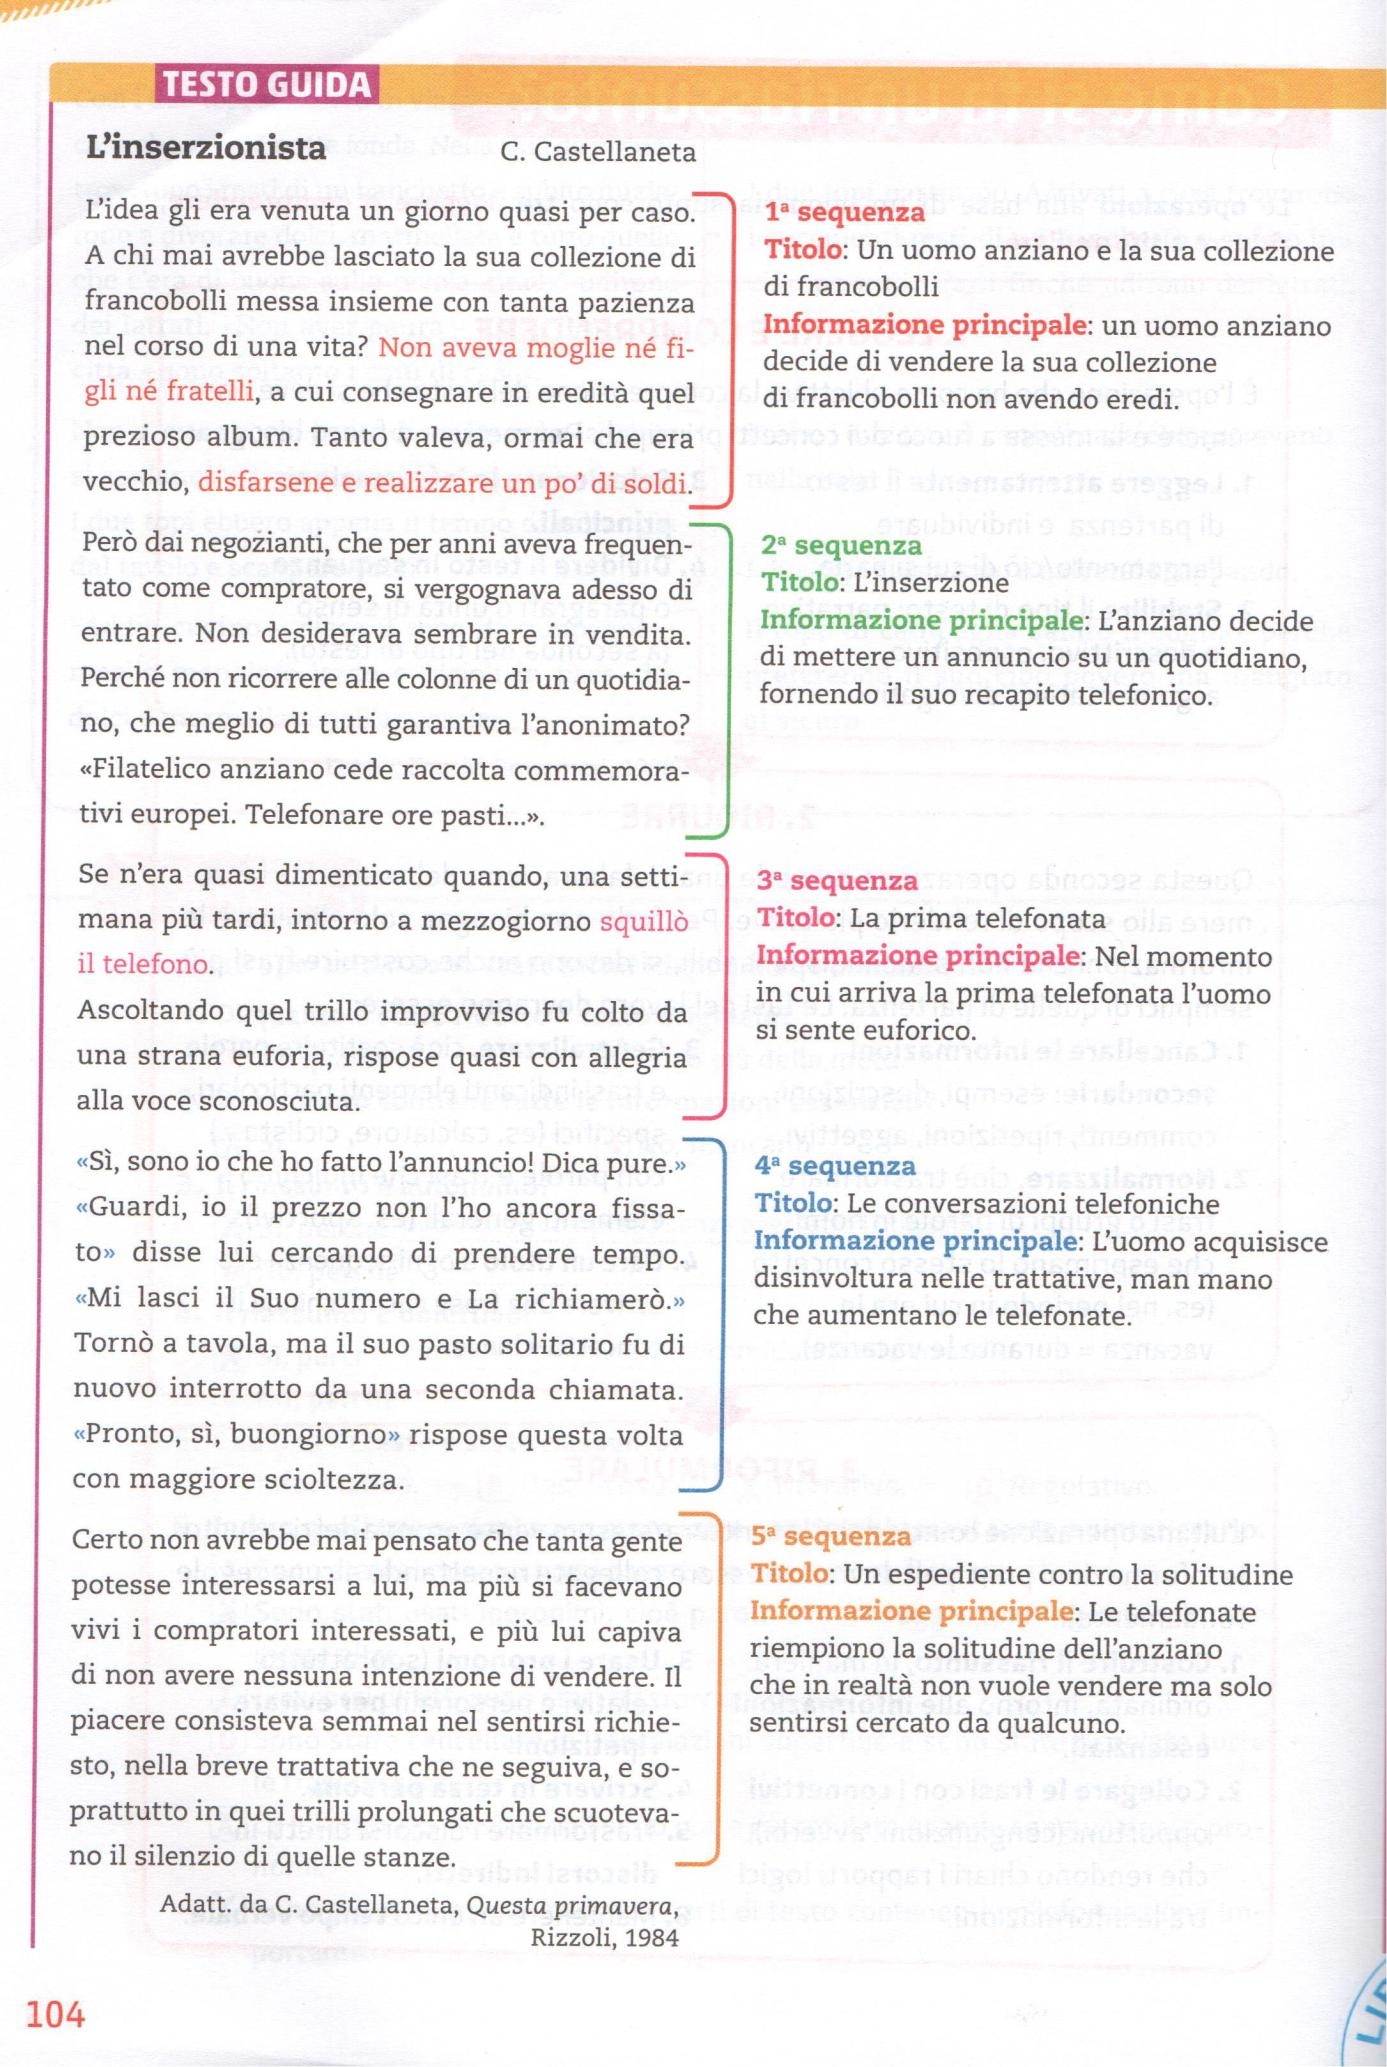 TESTO GUIDA
L'inserzionista C. Castellaneta
L'idea gli era venuta un giorno quasi per caso.
A chi mai avrebbe lasciato la sua collezione di
francobolli messa insieme con tanta pazienza
nel corso di una vita? Non aveva moglie né fi-
gli né fratelli, a cui consegnare in eredità quel
prezioso album. Tanto valeva, ormai che era
vecchio, disfarsene e realizzare un po' di soldi.
1ª sequenza
Titolo: Un uomo anziano e la sua collezione
di francobolli
Informazione principale: un uomo anziano
decide di vendere la sua collezione
di francobolli non avendo eredi.
Però dai negozianti, che per anni aveva frequen-
tato come compratore, si vergognava adesso di
entrare. Non desiderava sembrare in vendita.
Perché non ricorrere alle colonne di un quotidia-
no, che meglio di tutti garantiva l'anonimato?
«Filatelico anziano cede raccolta commemora-
tivi europei. Telefonare ore pasti...».
2ª sequenza
Titolo: L'inserzione
Informazione principale: L'anziano decide
di mettere un annuncio su un quotidiano,
fornendo il suo recapito telefonico.
Se n'era quasi dimenticato quando, una setti-
mana più tardi, intorno a mezzogiorno squillò
il telefono.
Ascoltando quel trillo improvviso fu colto da
una strana euforia, rispose quasi con allegria
alla voce sconosciuta.
3ª sequenza
Titolo: La prima telefonata
Informazione principale: Nel momento
in cui arriva la prima telefonata l'uomo
si sente euforico.
«Sì, sono io che ho fatto l'annuncio! Dica pure.»
«Guardi, io il prezzo non l'ho ancora fissa-
to» disse lui cercando di prendere tempo.
«Mi lasci il Suo numero e La richiamerò.»
Tornò a tavola, ma il suo pasto solitario fu di
nuovo interrotto da una seconda chiamata.
«Pronto, sì, buongiorno» rispose questa volta
con maggiore scioltezza.
4ª sequenza
Titolo: Le conversazioni telefoniche
Informazione principale: L'uomo acquisisce
disinvoltura nelle trattative, man mano
che aumentano le telefonate.
Certo non avrebbe mai pensato che tanta gente
potesse interessarsi a lui, ma più si facevano
vivi i compratori interessati, e più lui capiva
di non avere nessuna intenzione di vendere. Il
piacere consisteva semmai nel sentirsi richie-
sto, nella breve trattativa che ne seguiva, e so-
prattutto in quei trilli prolungati che scuoteva-
no il silenzio di quelle stanze.
5ª sequenza
Titolo: Un espediente contro la solitudine
Informazione principale: Le telefonate
riempiono la solitudine dell'anziano
che in realtà non vuole vendere ma solo
sentirsi cercato da qualcuno.
Adatt. da C. Castellaneta, Questa primavera,
Rizzoli, 1984
104